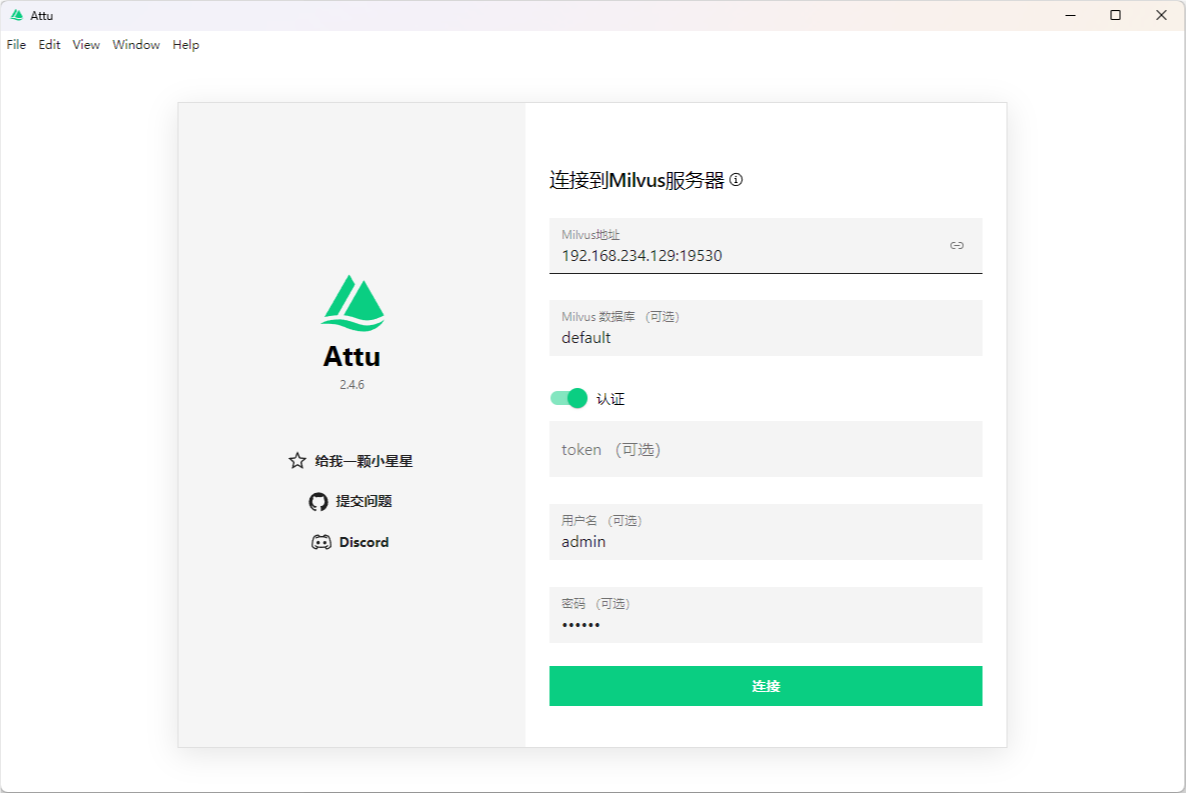 Attu
File Edit View Window Help
Attu
2.4.6
给我一颗小星星
提交问题
Discord
连接到Milvus服务器
Milvus地址
192.168.234.129:19530
Milvus 数据库 （可选）
default
认证
token （可选）
用户名 （可选）
admin
密码 （可选）
••••••
连接